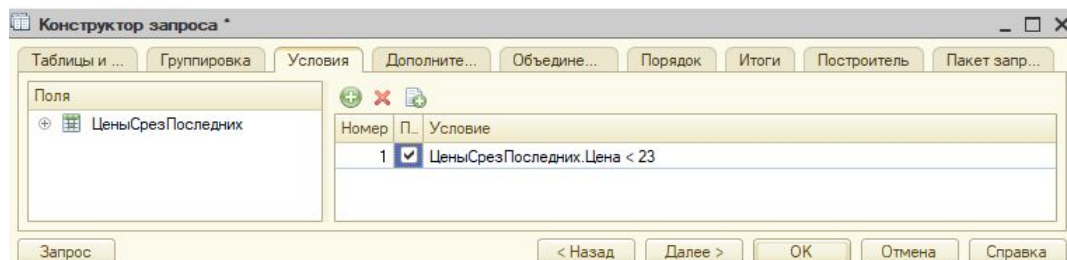 Конструктор запроса *
Таблицы и ... Группировка Условия Дополните... Объедине... Порядок Итоги Построитель Пакет запр...
Поля
ЦеныСрезПоследних
Номер П... Условие
1 ЦеныСрезПоследних.Цена < 23
Запрос < Назад Далее > ОК Отмена Справка